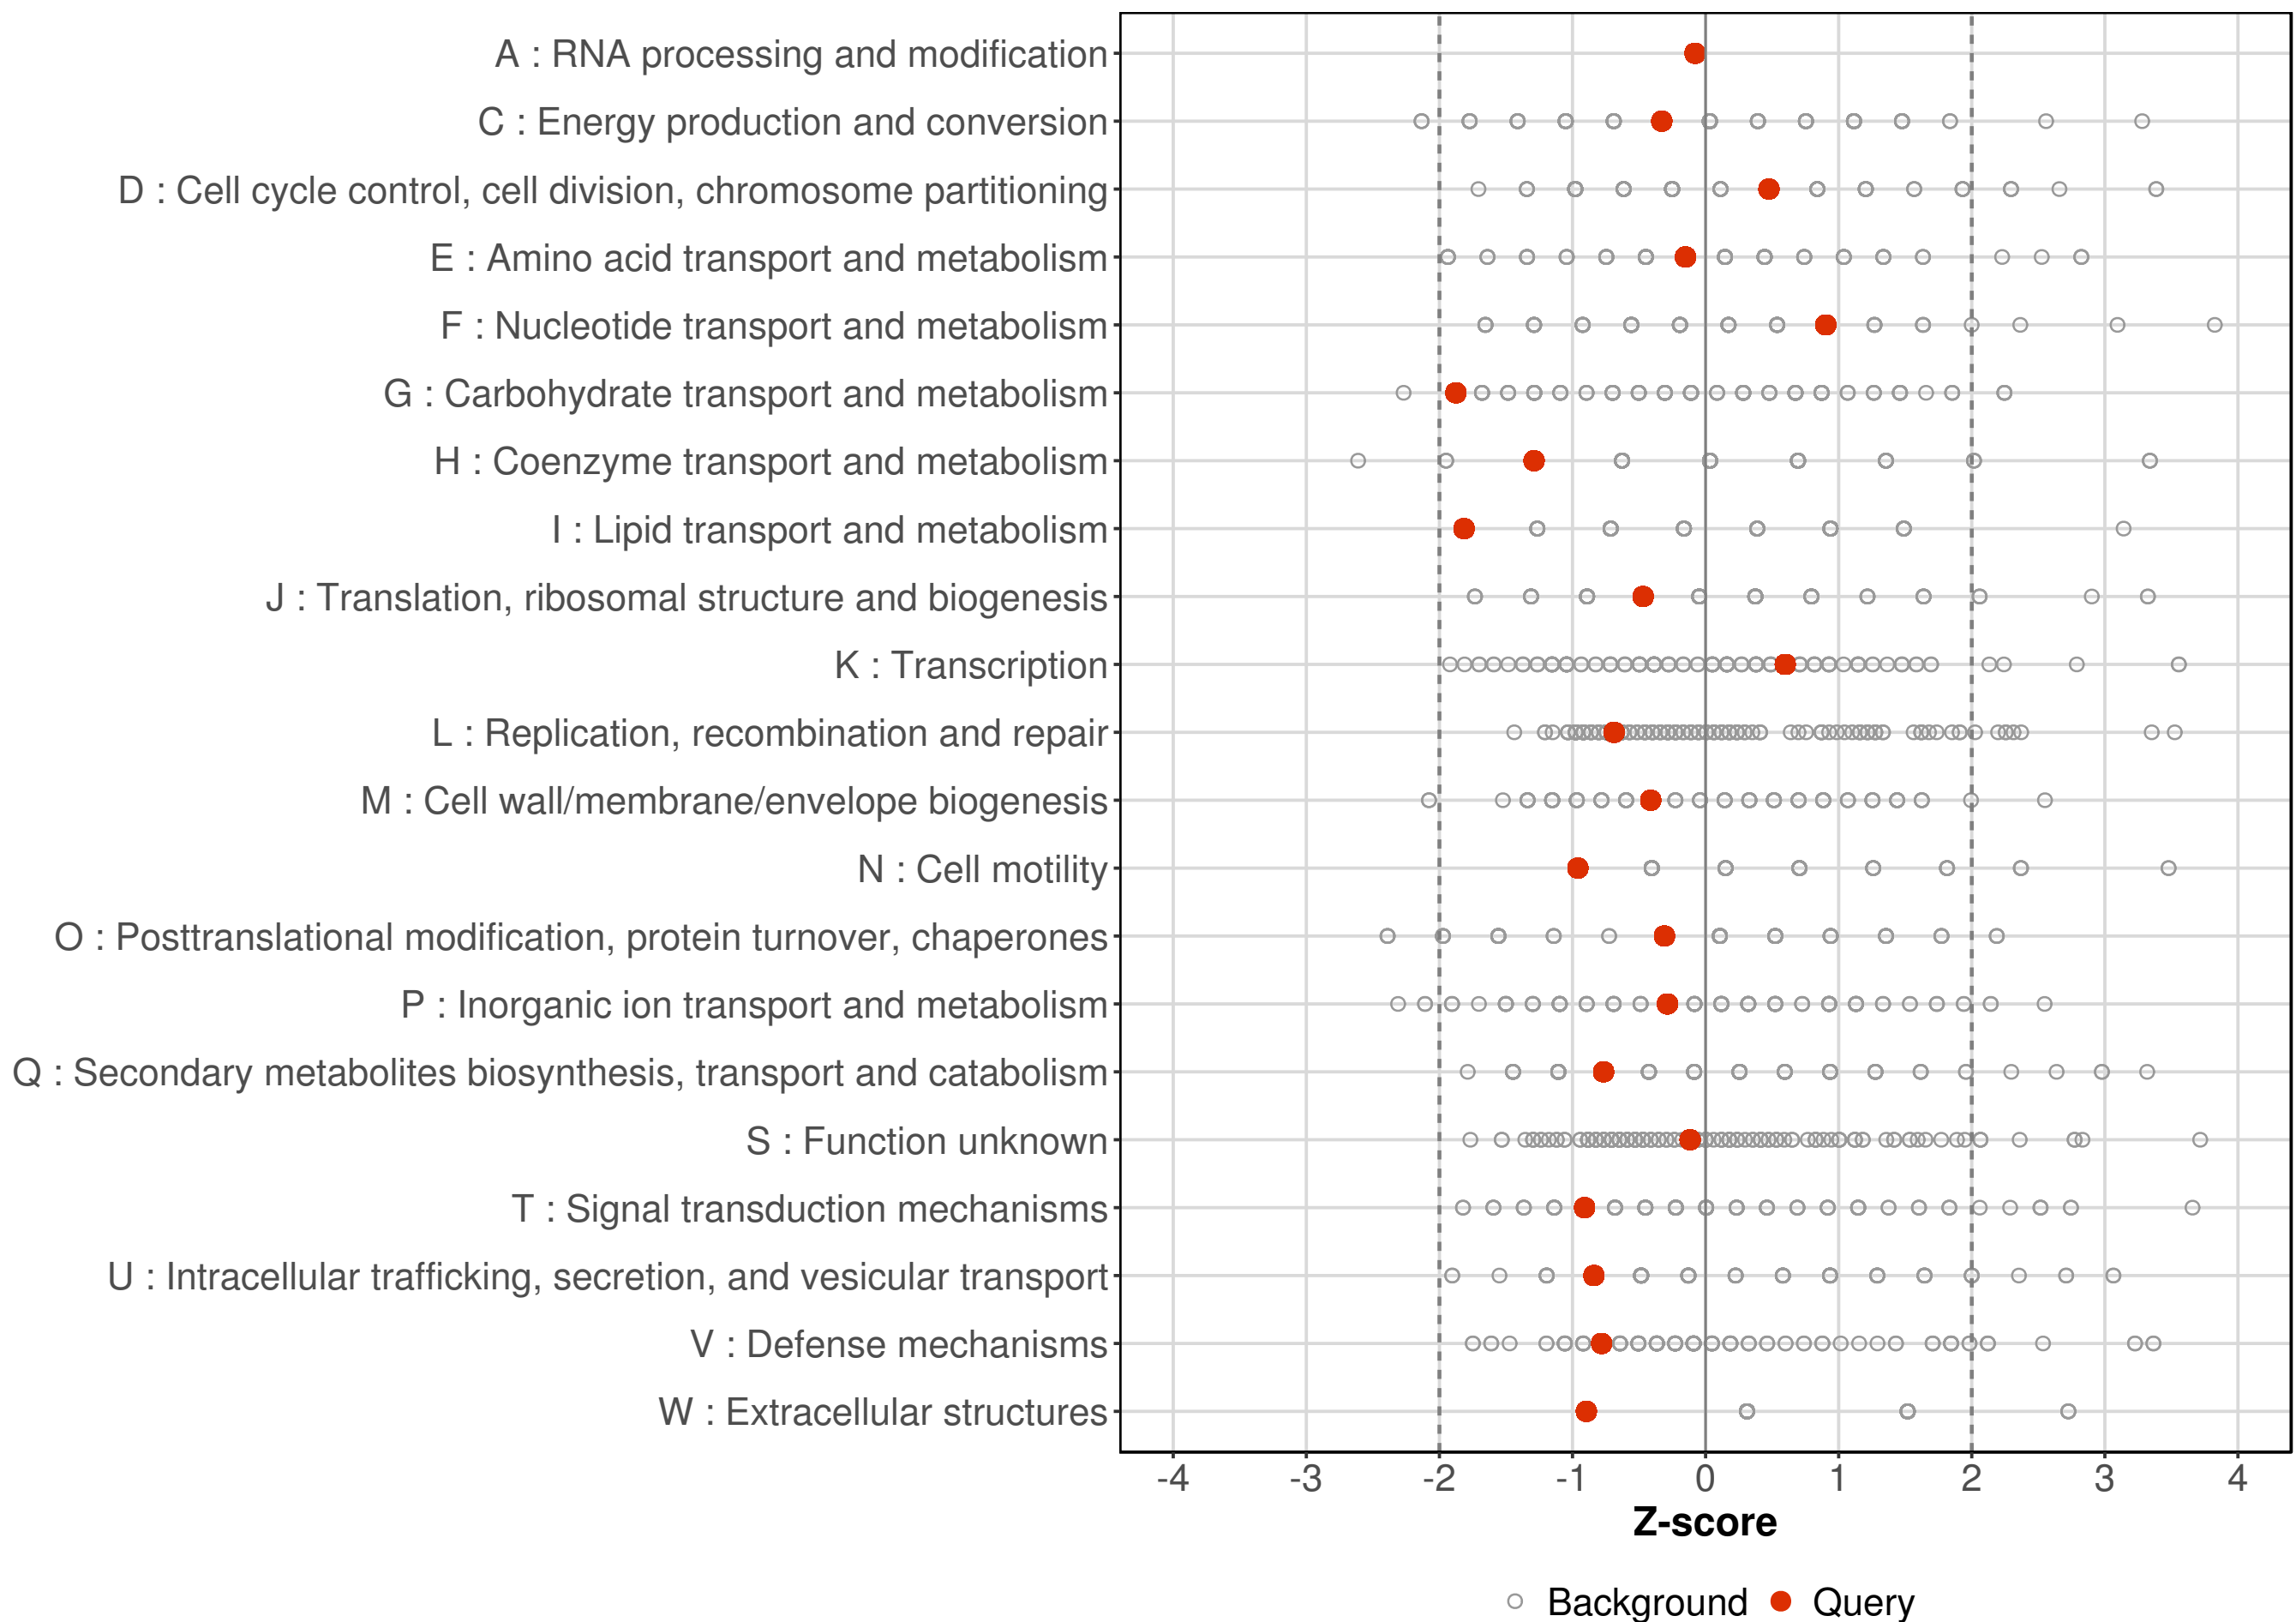 A : RNA processing and modification
C : Energy production and conversion
D : Cell cycle control, cell division, chromosome partitioning
E : Amino acid transport and metabolism
F : Nucleotide transport and metabolism
G : Carbohydrate transport and metabolism
H : Coenzyme transport and metabolism
I : Lipid transport and metabolism
J : Translation, ribosomal structure and biogenesis
K : Transcription
L : Replication, recombination and repair
M : Cell wall/membrane/envelope biogenesis
N : Cell motility
O : Posttranslational modification, protein turnover, chaperones
P : Inorganic ion transport and metabolism
Q : Secondary metabolites biosynthesis, transport and catabolism
S : Function unknown
T : Signal transduction mechanisms
U : Intracellular trafficking, secretion, and vesicular transport
V : Defense mechanisms
W : Extracellular structures
-4 -3 -2 -1 0 1 2 3 4
Z-score
Background Query